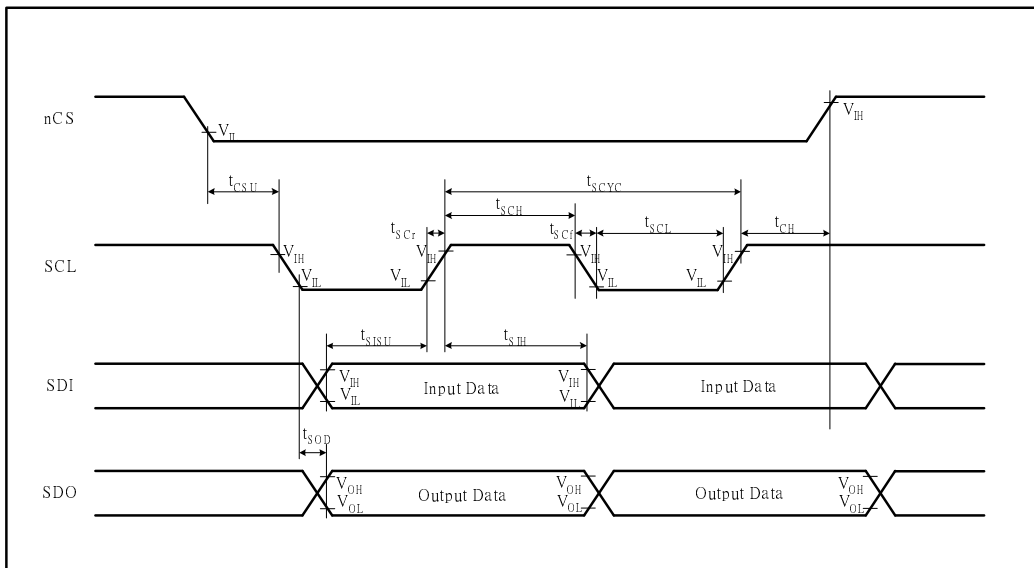 nCS
V_IL
V_IH
t_CSU
t_SCYC
t_SCH
t_SCr
t_SCf
t_SCL
t_CH
SCL
V_IH
V_IL
V_IL
V_IH
V_IH
V_IL
V_IL
V_IH
t_SISU
t_SIH
SDI
V_IH
V_IL
Input Data
V_IH
V_IL
Input Data
t_SOD
SDO
V_OH
V_OL
Output Data
V_OH
V_OL
Output Data
V_OH
V_OL